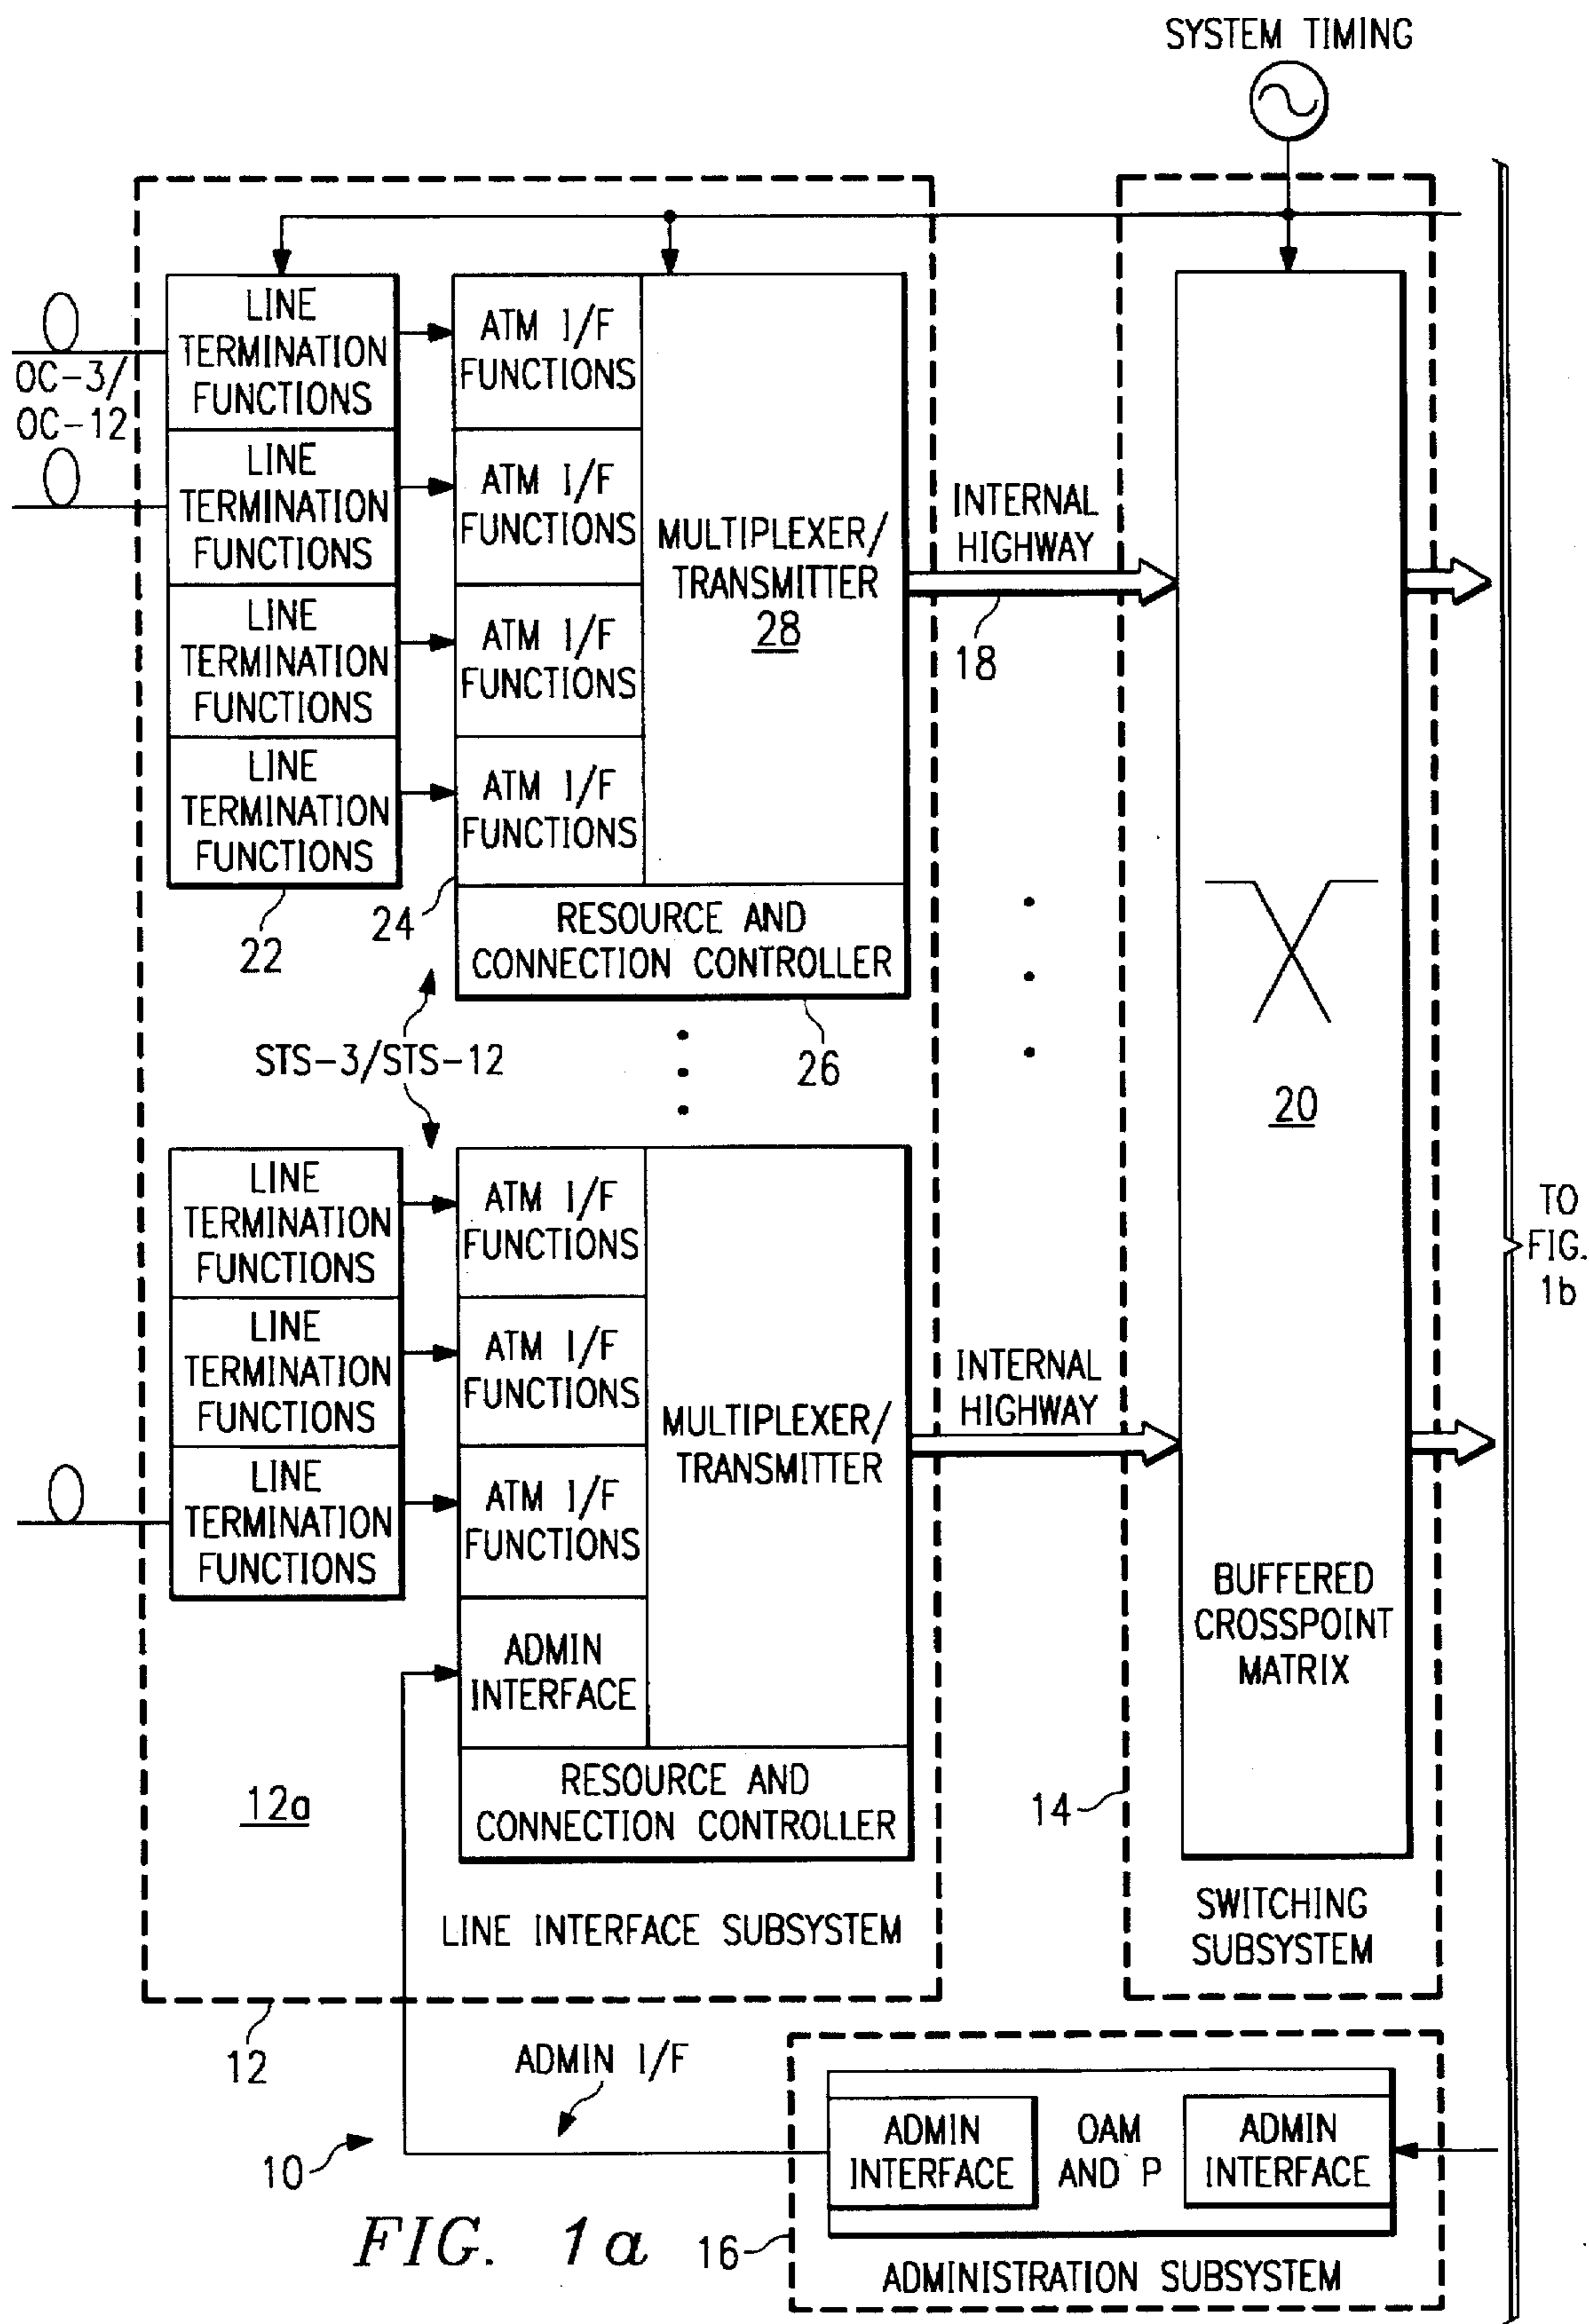 SYSTEM TIMING
LINE
TERMINATION
FUNCTIONS
LINE
TERMINATION
FUNCTIONS
LINE
TERMINATION
FUNCTIONS
LINE
TERMINATION
FUNCTIONS
OC-3/
OC-12
22
ATM I/F
FUNCTIONS
ATM I/F
FUNCTIONS
ATM I/F
FUNCTIONS
ATM I/F
FUNCTIONS
24
MULTIPLEXER/
TRANSMITTER
28
RESOURCE AND
CONNECTION CONTROLLER
26
INTERNAL
HIGHWAY
18
STS-3/STS-12
20
LINE
TERMINATION
FUNCTIONS
LINE
TERMINATION
FUNCTIONS
LINE
TERMINATION
FUNCTIONS
ATM I/F
FUNCTIONS
ATM I/F
FUNCTIONS
ATM I/F
FUNCTIONS
ADMIN
INTERFACE
MULTIPLEXER/
TRANSMITTER
RESOURCE AND
CONNECTION CONTROLLER
INTERNAL
HIGHWAY
BUFFERED
CROSSPOINT
MATRIX
TO
FIG.
1b
12a
14
LINE INTERFACE SUBSYSTEM
SWITCHING
SUBSYSTEM
12
ADMIN I/F
10
ADMIN
INTERFACE
OAM
AND P
ADMIN
INTERFACE
16
ADMINISTRATION SUBSYSTEM
FIG. 1a